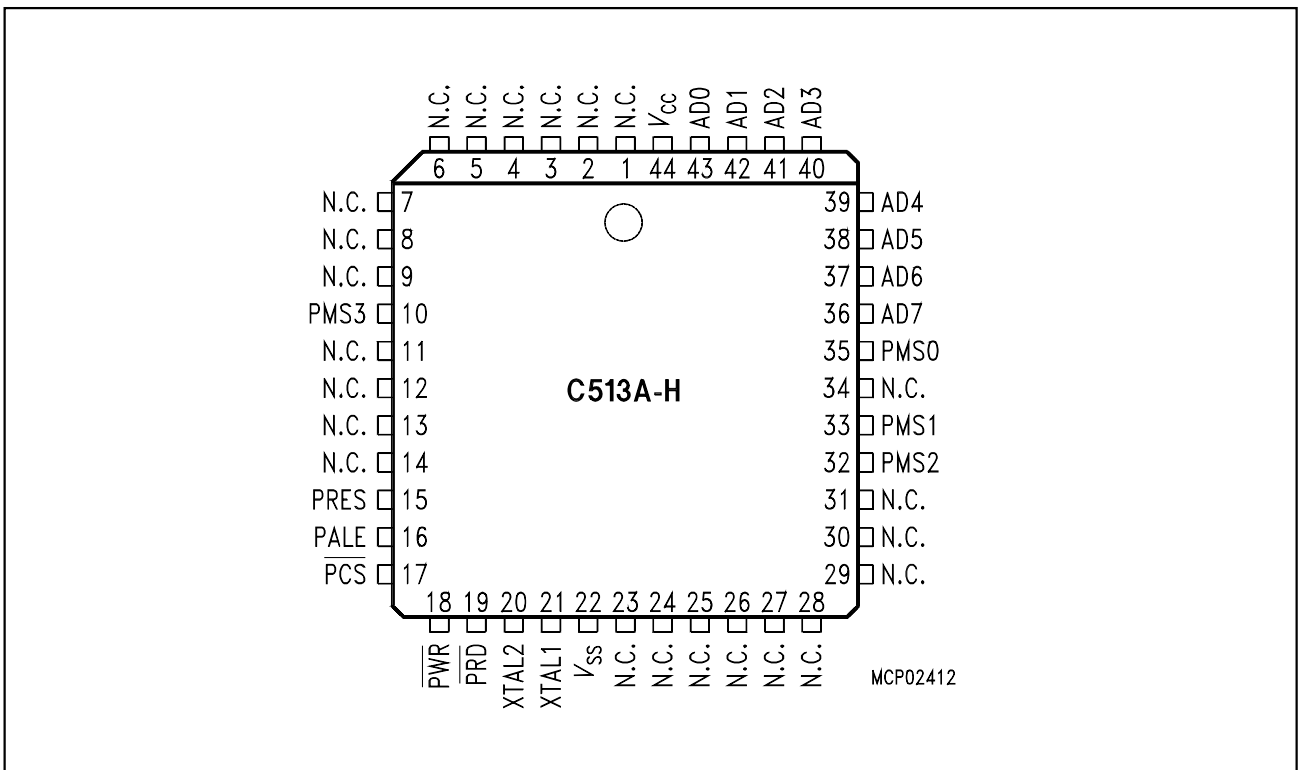 N.C. N.C. N.C. N.C. N.C. N.C. VCC AD0 AD1 AD2 AD3
6 5 4 3 2 1 44 43 42 41 40
N.C. 7 39 AD4
N.C. 8 38 AD5
N.C. 9 37 AD6
PMS3 10 36 AD7
N.C. 11 35 PMS0
N.C. 12 34 N.C.
C513A-H
N.C. 13 33 PMS1
N.C. 14 32 PMS2
PRES 15 31 N.C.
PALE 16 30 N.C.
P̅C̅S̅ 17 29 N.C.
18 19 20 21 22 23 24 25 26 27 28
P̅W̅R̅ P̅R̅D̅ XTAL2 XTAL1 VSS N.C. N.C. N.C. N.C. N.C. N.C.
MCP02412